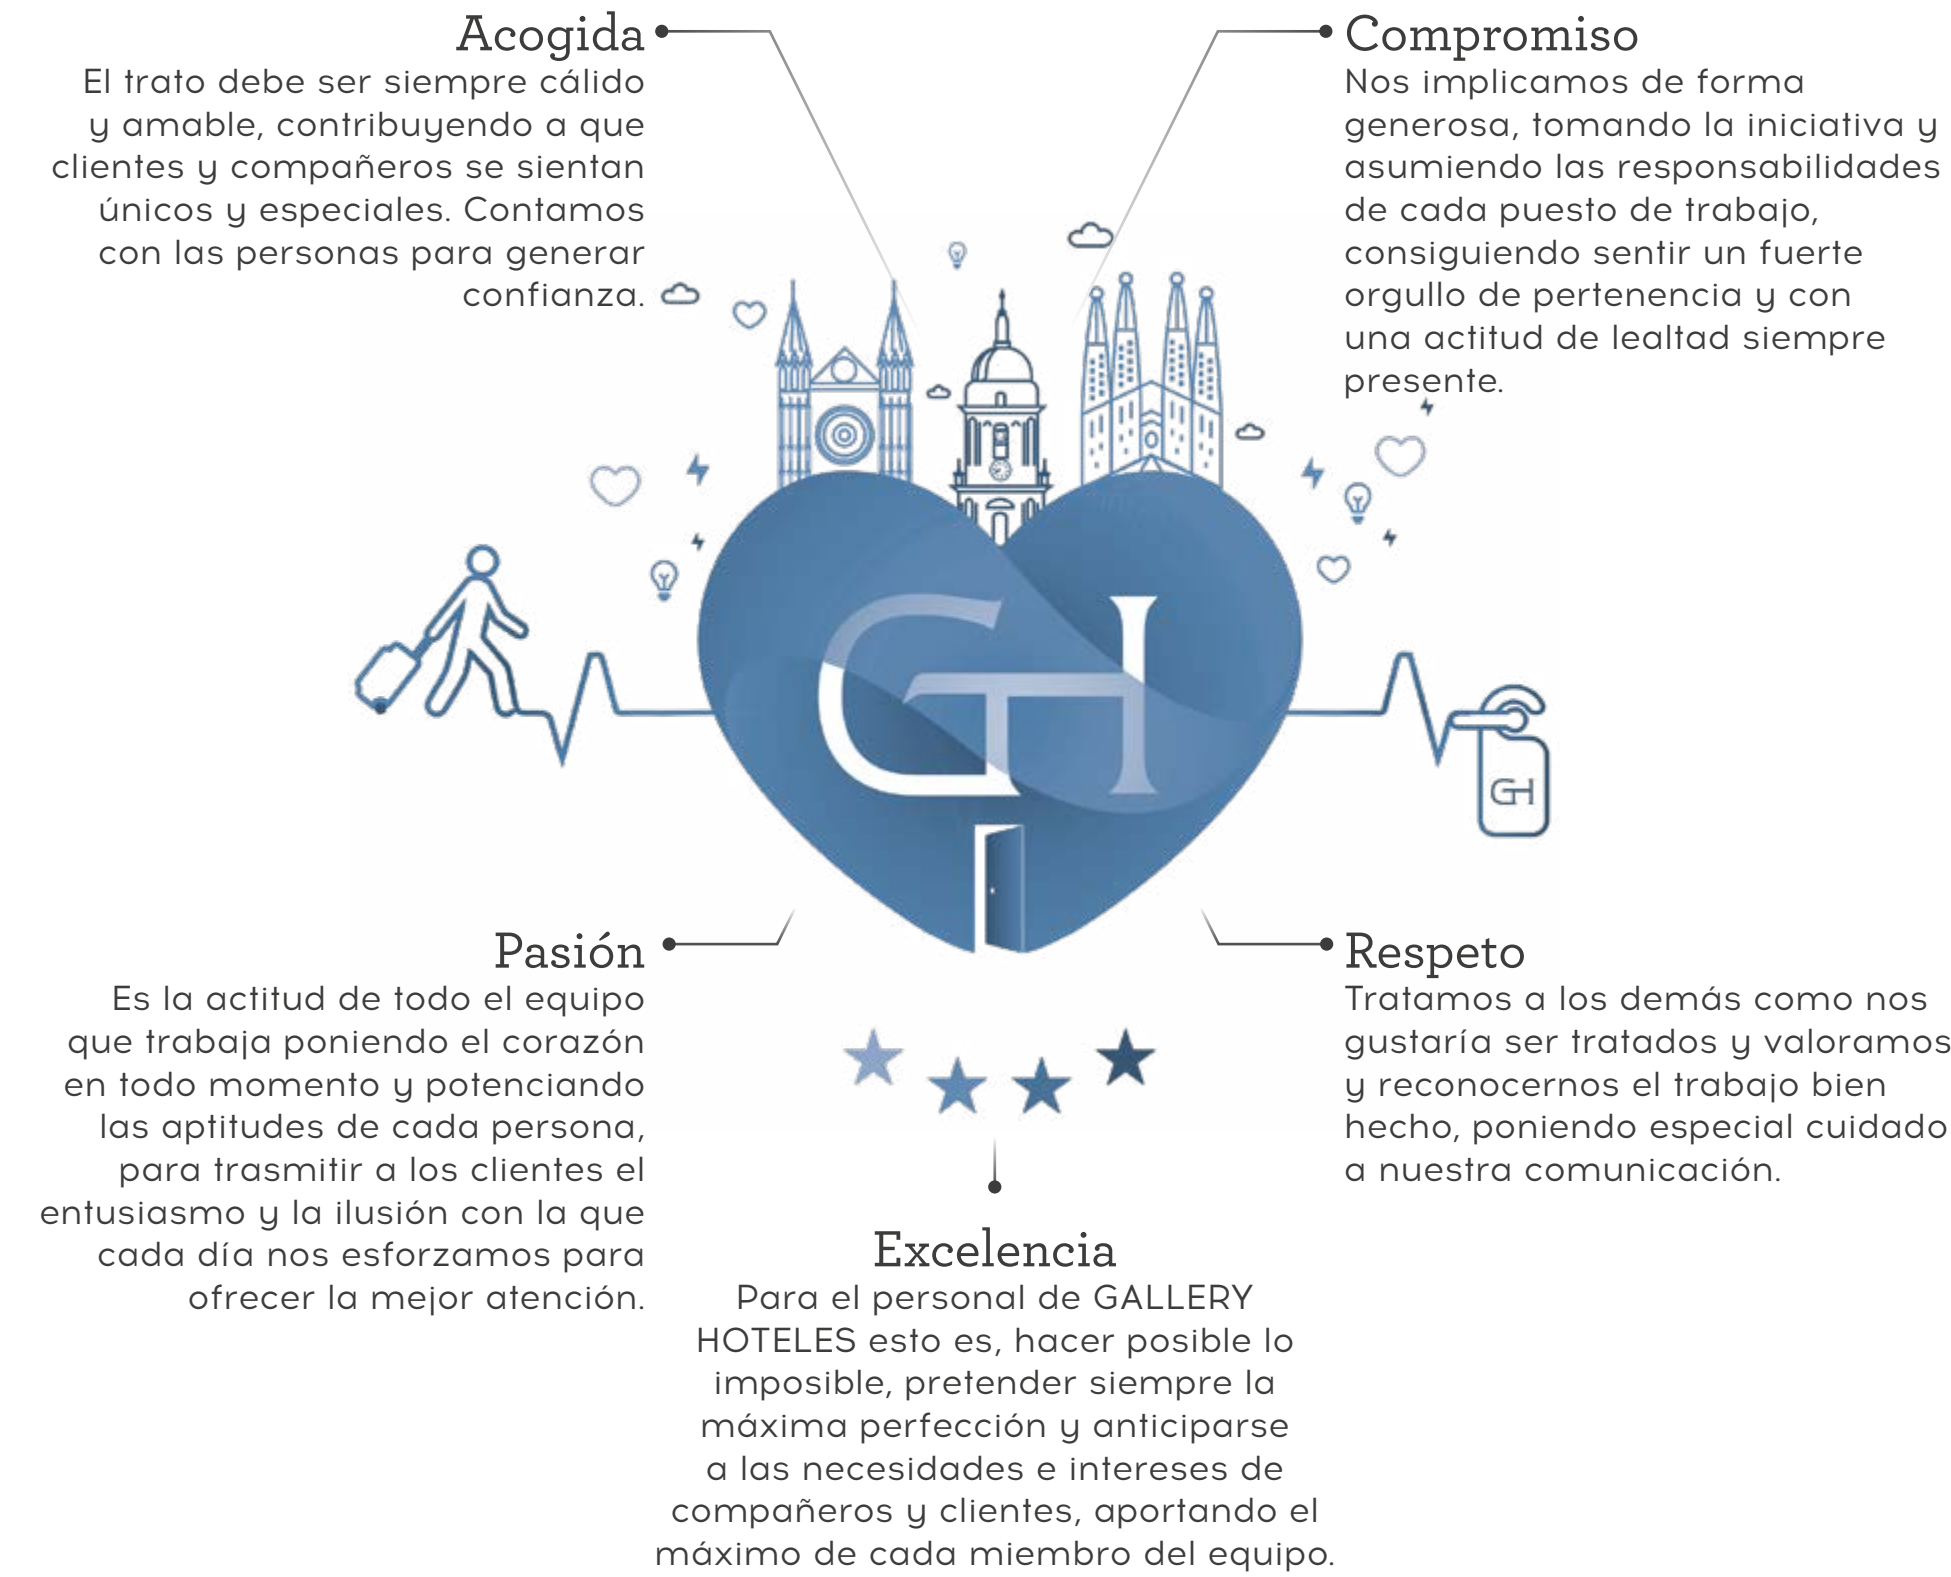 Acogida
El trato debe ser siempre cálido
y amable, contribuyendo a que
clientes y compañeros se sientan
únicos y especiales. Contamos
con las personas para generar
confianza.
Compromiso
Nos implicamos de forma
generosa, tomando la iniciativa y
asumiendo las responsabilidades
de cada puesto de trabajo,
consiguiendo sentir un fuerte
orgullo de pertenencia y con
una actitud de lealtad siempre
presente.
GH
GH
Pasión
Es la actitud de todo el equipo
que trabaja poniendo el corazón
en todo momento y potenciando
las aptitudes de cada persona,
para trasmitir a los clientes el
entusiasmo y la ilusión con la que
cada día nos esforzamos para
ofrecer la mejor atención.
Respeto
Tratamos a los demás como nos
gustaría ser tratados y valoramos
y reconocernos el trabajo bien
hecho, poniendo especial cuidado
a nuestra comunicación.
Excelencia
Para el personal de GALLERY
HOTELES esto es, hacer posible lo
imposible, pretender siempre la
máxima perfección y anticiparse
a las necesidades e intereses de
compañeros y clientes, aportando el
máximo de cada miembro del equipo.